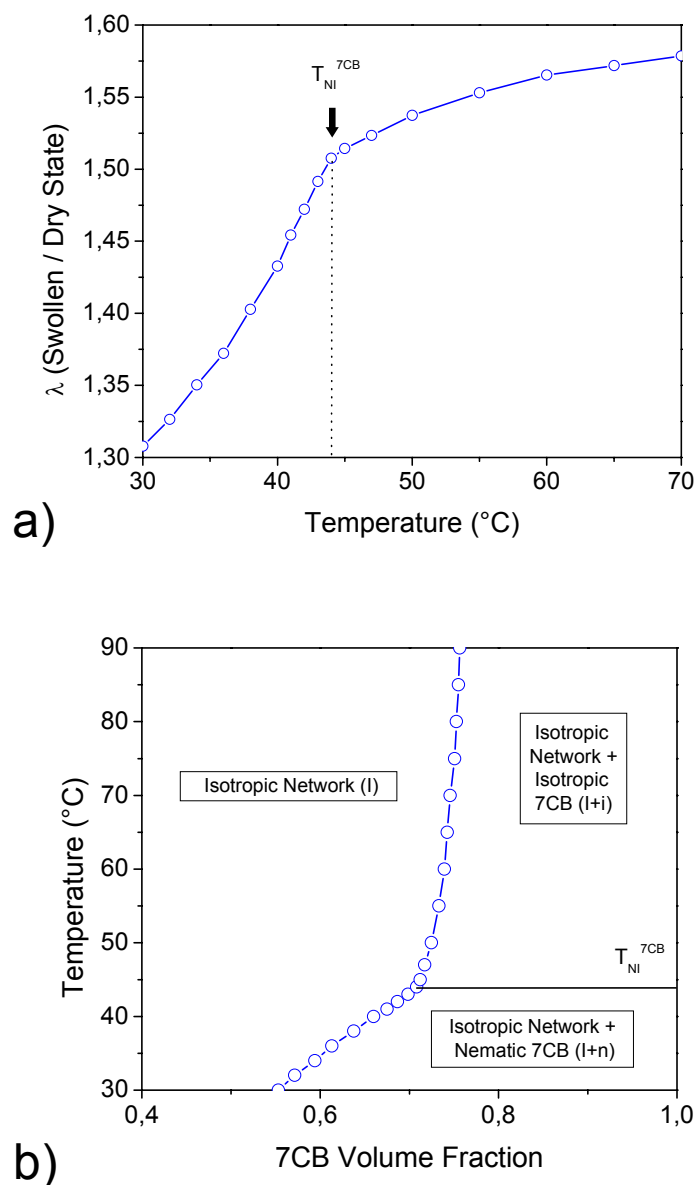 1,60
1,55
1,50
1,45
1,40
1,35
1,30
λ (Swollen / Dry State)
T_NI^7CB
30 40 50 60 70
Temperature (°C)
a)
90
80
70
60
50
40
30
Temperature (°C)
Isotropic Network (I)
Isotropic
Network +
Isotropic
7CB (I+i)
T_NI^7CB
Isotropic Network +
Nematic 7CB (I+n)
0,4 0,6 0,8 1,0
7CB Volume Fraction
b)